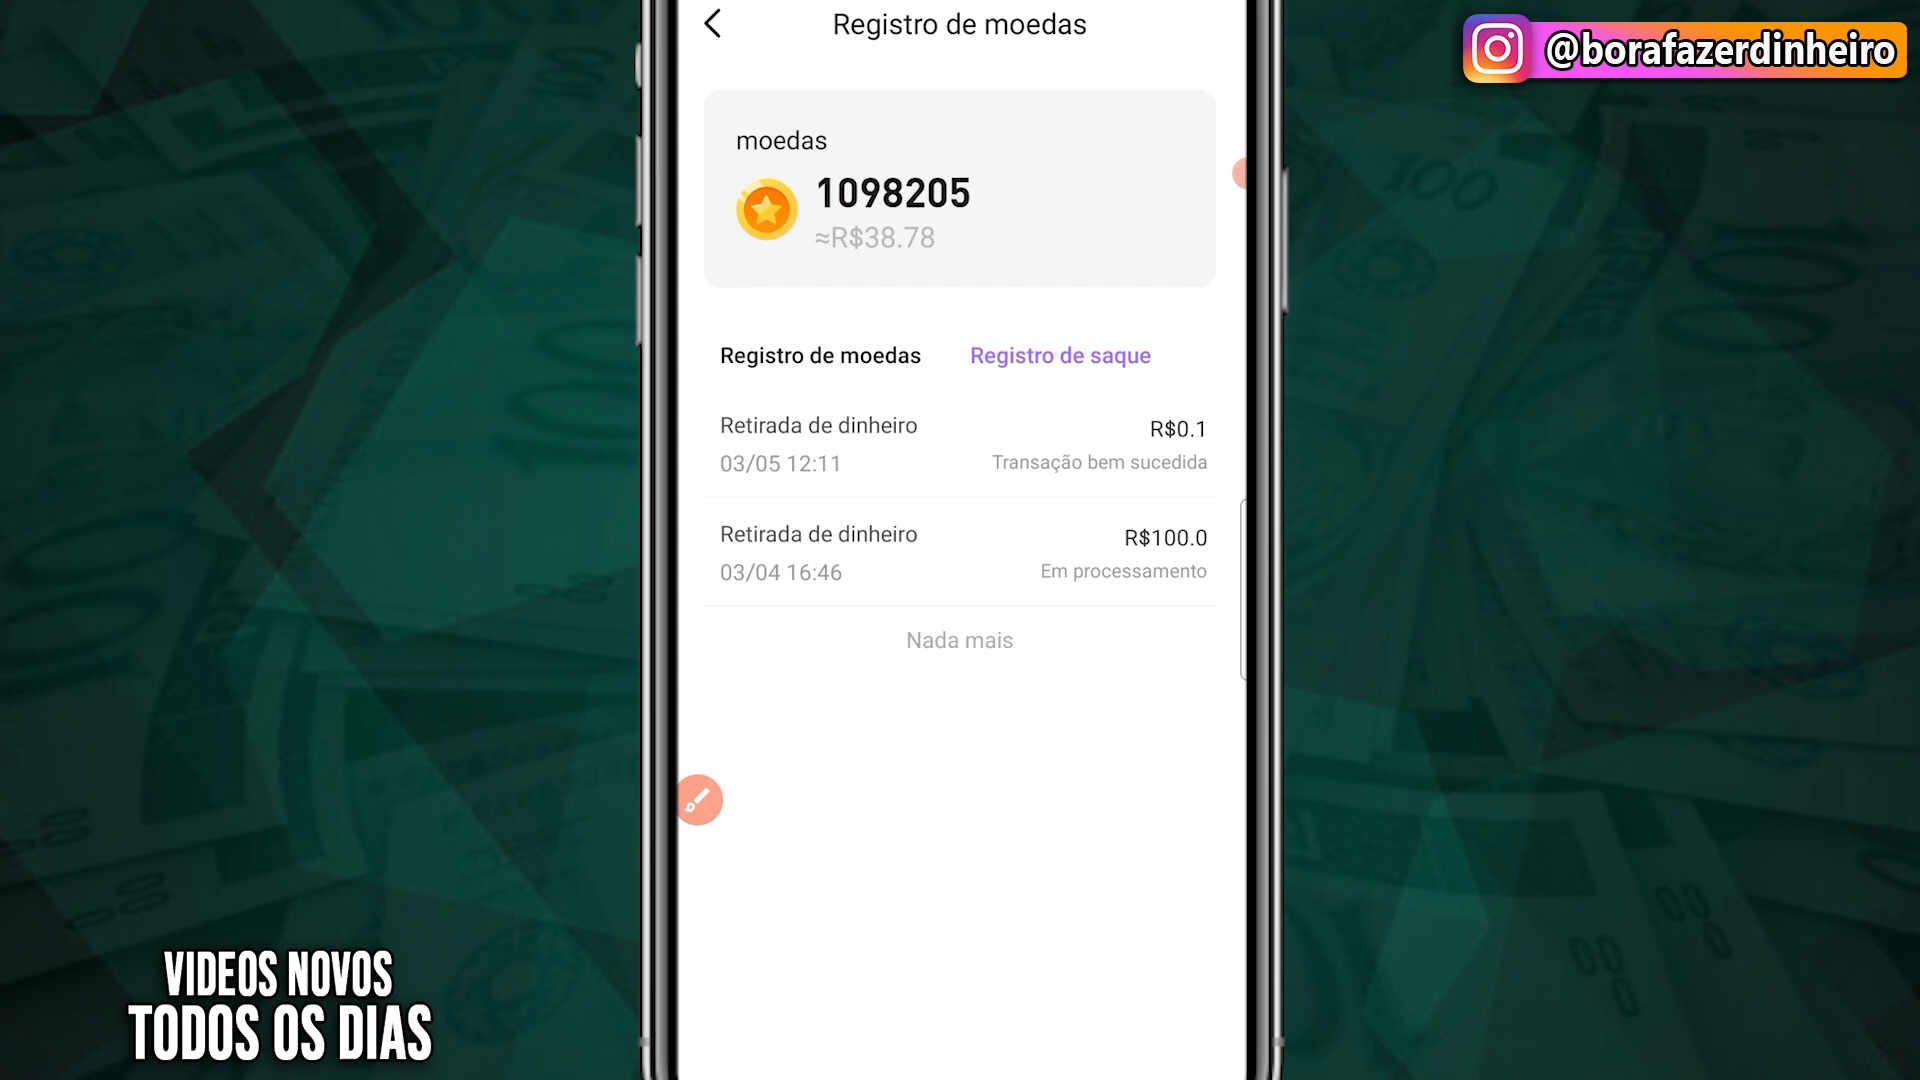 Registro de moedas
@borafazerdinheiro
moedas
1098205
≈R$38.78
Registro de moedas
Registro de saque
Retirada de dinheiro
R$0.1
03/05 12:11
Transação bem sucedida
Retirada de dinheiro
R$100.0
03/04 16:46
Em processamento
Nada mais
VIDEOS NOVOS
TODOS OS DIAS